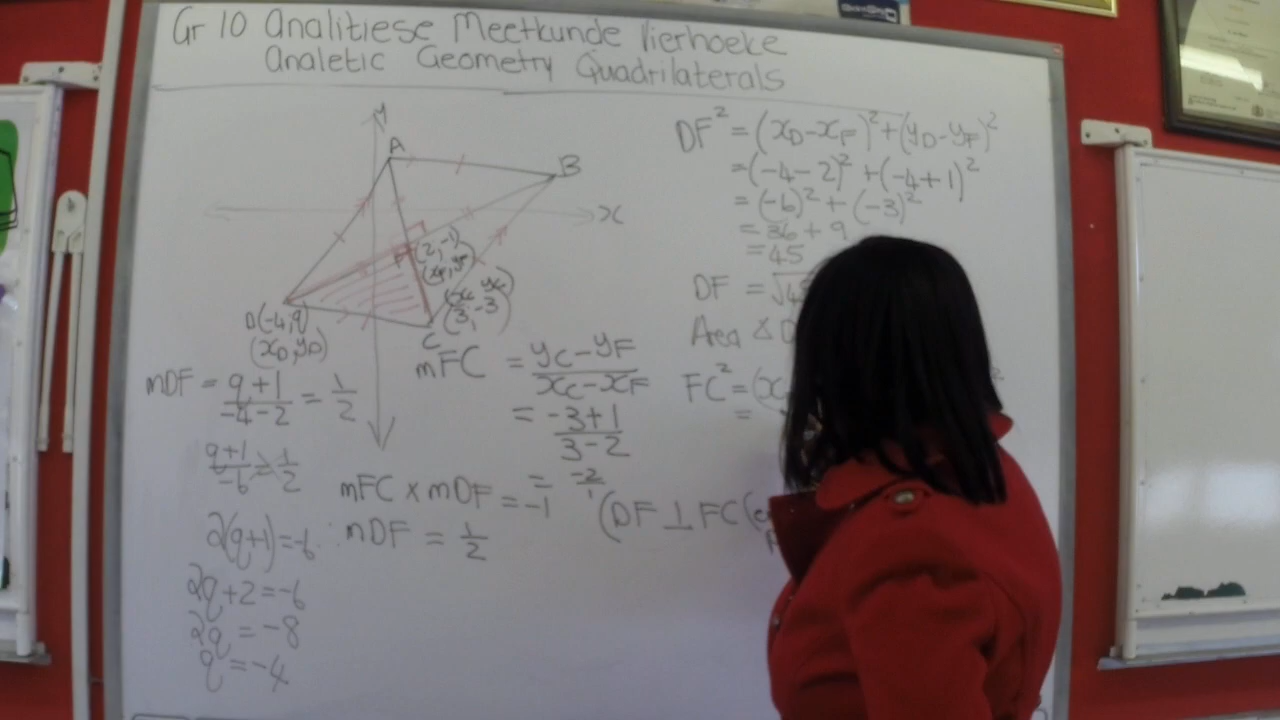 Gr 10 Analitiese Meetkunde Vierhoeke
Analetic Geometry Quadrilaterals
y
A
B
x
F
(2,-1)
(xF, yF)
D(-4,q)
(xD, yD)
C
(xC yC)
(3,-3)
mDF = q+1/-4-2 = 1/2
q+1/-6 = 1/2
2(q+1)=-6
2q+2=-6
2q = -8
q=-4
mFC = yC-yF/xC-xF
= -3+1/3-2
= -2/1
mFC × mDF = -1
(DF ⊥ FC
∴ mDF = 1/2
DF² = (xD-xF)²+(yD-yF)²
=(-4-2)²+(-4+1)²
= (-6)²+(-3)²
= 36+9
=45
DF = √4
Area Δ D
FC²=(xC
=